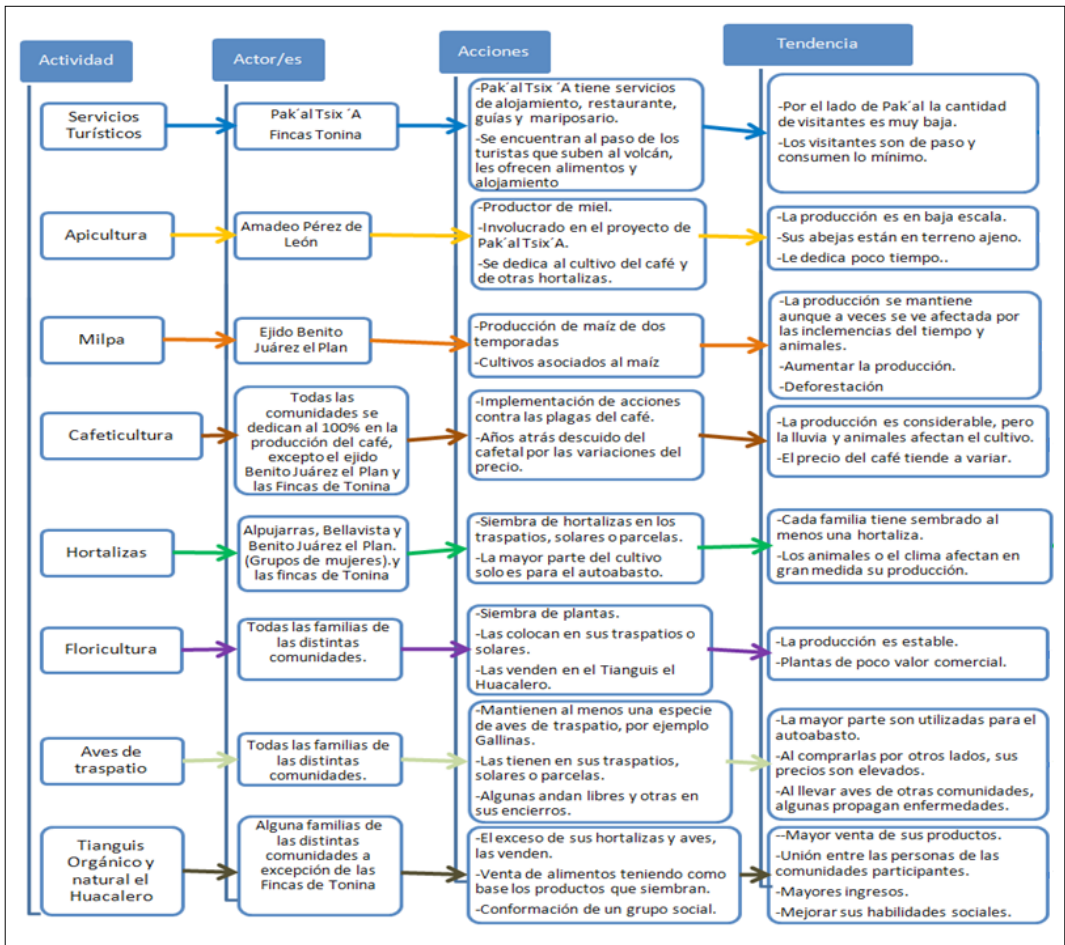 Actividad
Actor/es
Acciones
Tendencia
Servicios
Turísticos
Pak´al Tsix ´A
Fincas Tonina
-Pak´al Tsix ´A tiene servicios
de alojamiento, restaurante,
guías y mariposario.
-Se encuentran al paso de los
turistas que suben al volcán,
les ofrecen alimentos y
alojamiento
-Por el lado de Pak´al la cantidad
de visitantes es muy baja.
-Los visitantes son de paso y
consumen lo mínimo.
Apicultura
Amadeo Pérez de
León
-Productor de miel.
-Involucrado en el proyecto de
Pak´al Tsix´A.
-Se dedica al cultivo del café y
de otras hortalizas.
-La producción es en baja escala.
-Sus abejas están en terreno ajeno.
-Le dedica poco tiempo..
Milpa
Ejido Benito
Juárez el Plan
-Producción de maíz de dos
temporadas
-Cultivos asociados al maíz
-La producción se mantiene
aunque a veces se ve afectada por
las inclemencias del tiempo y
animales.
-Aumentar la producción.
-Deforestación
Cafeticultura
Todas las
comunidades se
dedican al 100% en la
producción del café,
excepto el ejido
Benito Juárez el Plan y
las Fincas de Tonina
-Implementación de acciones
contra las plagas del café.
-Años atrás descuido del
cafetal por las variaciones del
precio.
-La producción es considerable, pero
la lluvia y animales afectan el cultivo.
-El precio del café tiende a variar.
Hortalizas
Alpujarras, Bellavista y
Benito Juárez el Plan.
(Grupos de mujeres).y
las fincas de Tonina
-Siembra de hortalizas en los
traspatios, solares o parcelas.
-La mayor parte del cultivo
solo es para el autoabasto.
-Cada familia tiene sembrado al
menos una hortaliza.
-Los animales o el clima afectan en
gran medida su producción.
Floricultura
Todas las familias de
las distintas
comunidades.
-Siembra de plantas.
-Las colocan en sus traspatios o
solares.
-Las venden en el Tianguis el
Huacalero.
-La producción es estable.
-Plantas de poco valor comercial.
Aves de
traspatio
Todas las familias de
las distintas
comunidades.
-Mantienen al menos una especie
de aves de traspatio, por ejemplo
Gallinas.
-Las tienen en sus traspatios,
solares o parcelas.
-Algunas andan libres y otras en
sus encierros.
-La mayor parte son utilizadas para el
autoabasto.
-Al comprarlas por otros lados, sus
precios son elevados.
-Al llevar aves de otras comunidades,
algunas propagan enfermedades.
Tianguis
Orgánico y
natural el
Huacalero
Alguna familias de
las distintas
comunidades a
excepción de las
Fincas de Tonina
-El exceso de sus hortalizas y aves,
las venden.
-Venta de alimentos teniendo como
base los productos que siembran.
-Conformación de un grupo social.
--Mayor venta de sus productos.
-Unión entre las personas de las
comunidades participantes.
-Mayores ingresos.
-Mejorar sus habilidades sociales.